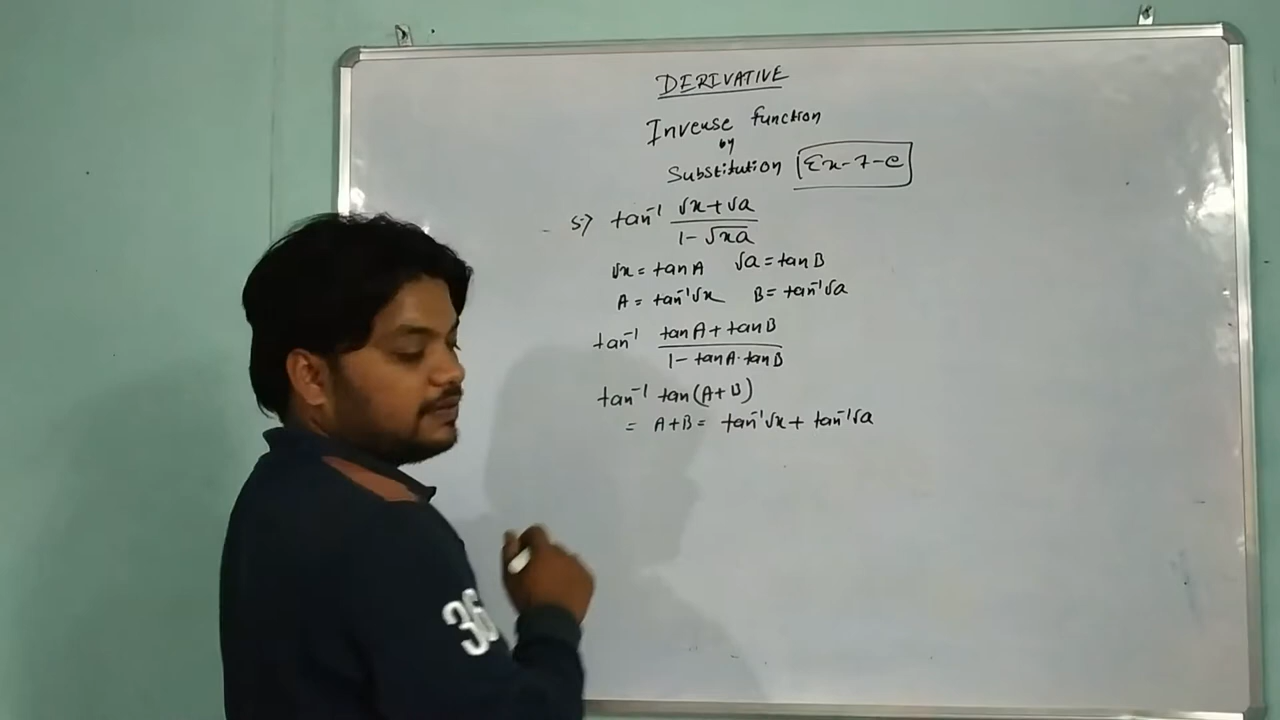 DERIVATIVE
Inverse function
by
Substitution Ex-7-e
5→ tan⁻¹ (√x+√a)/(1-√xa)
√x = tanA √a = tanB
A = tan⁻¹√x B = tan⁻¹√a
tan⁻¹ (tanA + tanB)/(1 - tanA·tanB)
tan⁻¹ tan(A+B)
= A+B = tan⁻¹√x + tan⁻¹√a
36